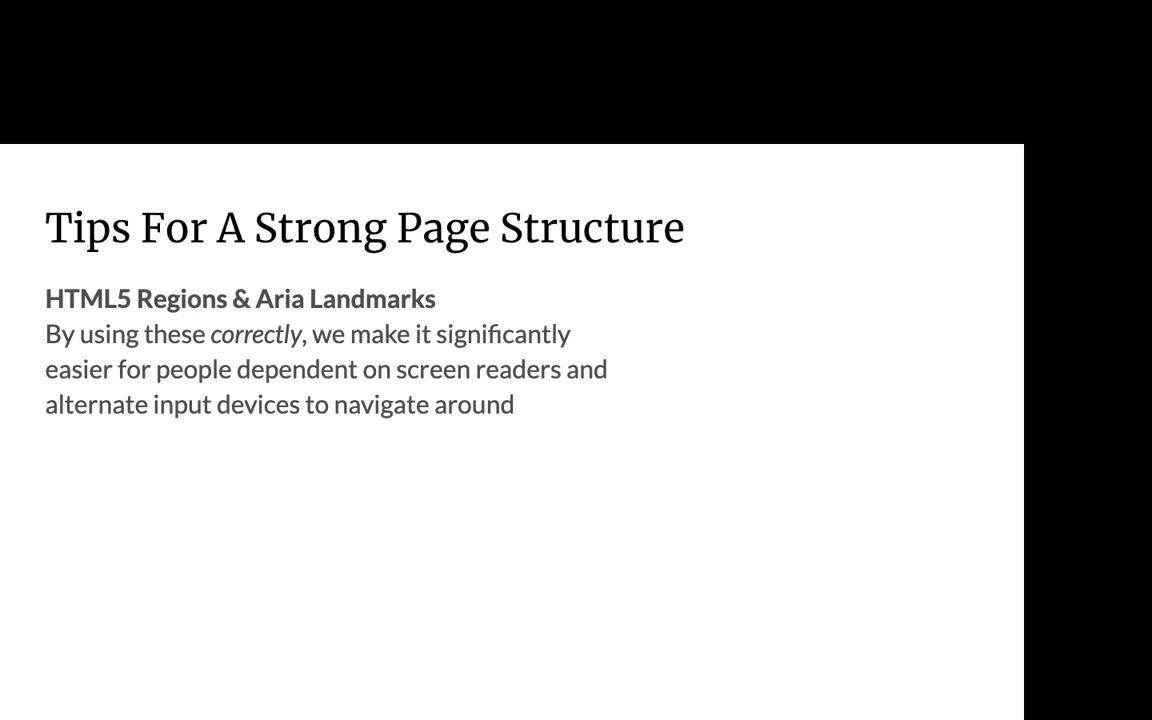 Tips For A Strong Page Structure
HTML5 Regions & Aria Landmarks
By using these correctly, we make it significantly
easier for people dependent on screen readers and
alternate input devices to navigate around